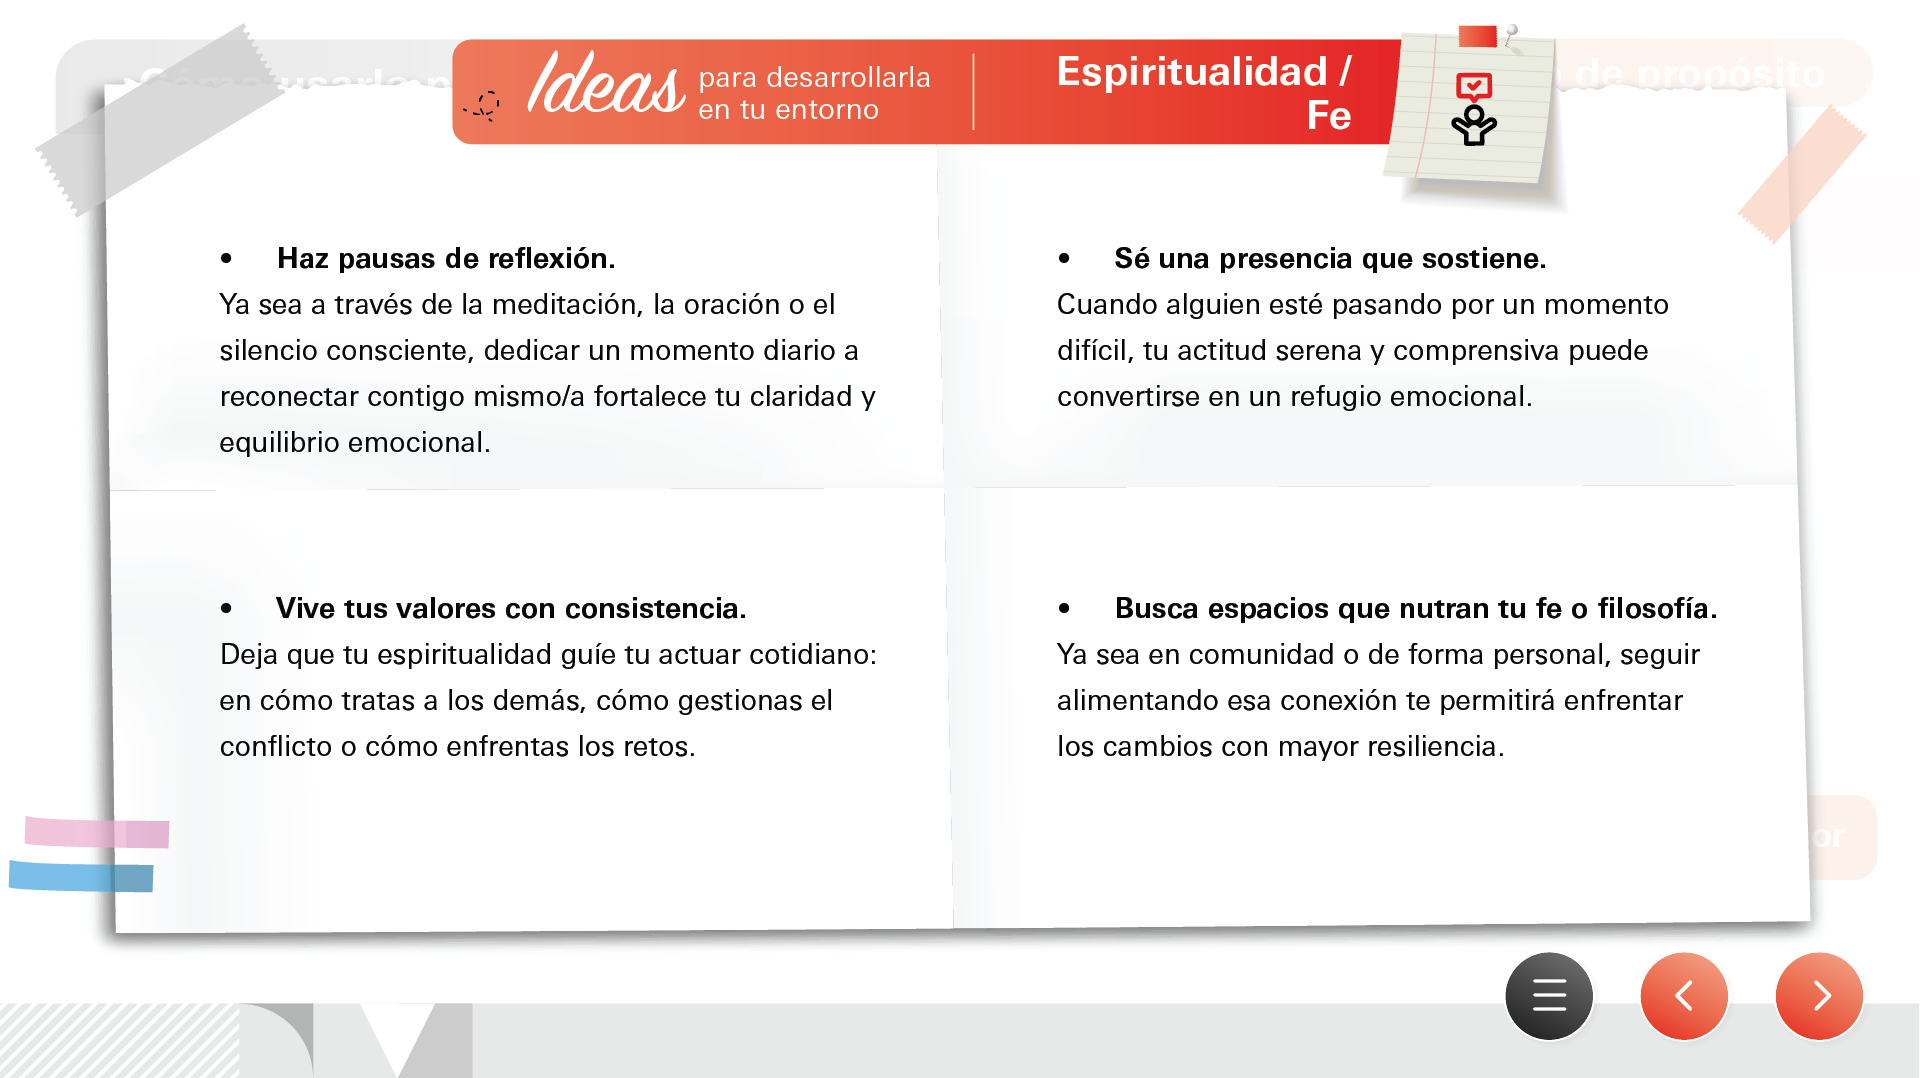 Ideas para desarrollarla
en tu entorno
Espiritualidad /
Fe
de propósito
• Haz pausas de reflexión.
Ya sea a través de la meditación, la oración o el
silencio consciente, dedicar un momento diario a
reconectar contigo mismo/a fortalece tu claridad y
equilibrio emocional.
• Sé una presencia que sostiene.
Cuando alguien esté pasando por un momento
difícil, tu actitud serena y comprensiva puede
convertirse en un refugio emocional.
• Vive tus valores con consistencia.
Deja que tu espiritualidad guíe tu actuar cotidiano:
en cómo tratas a los demás, cómo gestionas el
conflicto o cómo enfrentas los retos.
• Busca espacios que nutran tu fe o filosofía.
Ya sea en comunidad o de forma personal, seguir
alimentando esa conexión te permitirá enfrentar
los cambios con mayor resiliencia.